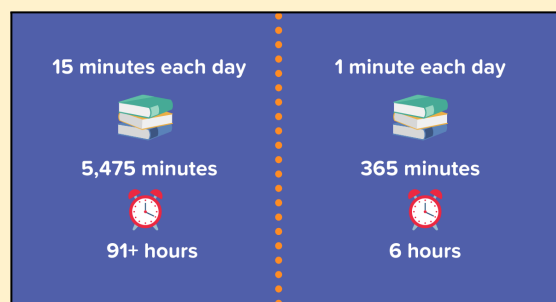 15 minutes each day
5,475 minutes
91+ hours
1 minute each day
365 minutes
6 hours